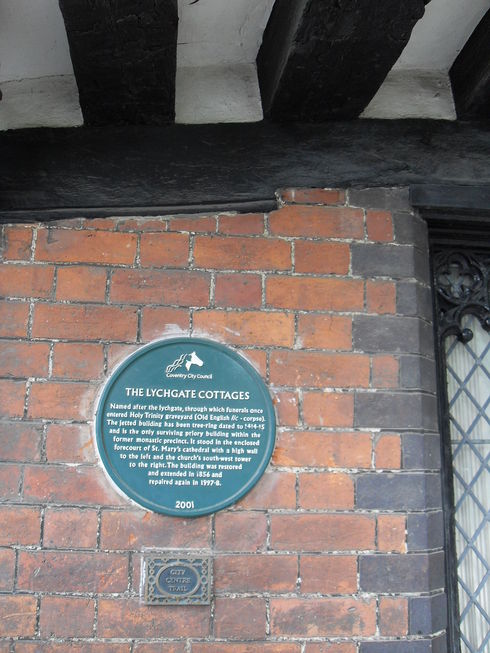 Coventry City Council
THE LYCHGATE COTTAGES
Named after the lychgate, through which funerals once
entered Holy Trinity graveyard (Old English lic - corpse).
The jetted building has been tree-ring dated to 1414-15
and is the only surviving priory building within the
former monastic precinct. It stood in the enclosed
forecourt of St. Mary's cathedral with a high wall
to the left and the church's south-west tower
to the right. The building was restored
and extended in 1856 and
repaired again in 1997-8.
2001
CITY
CENTRE
TRAIL